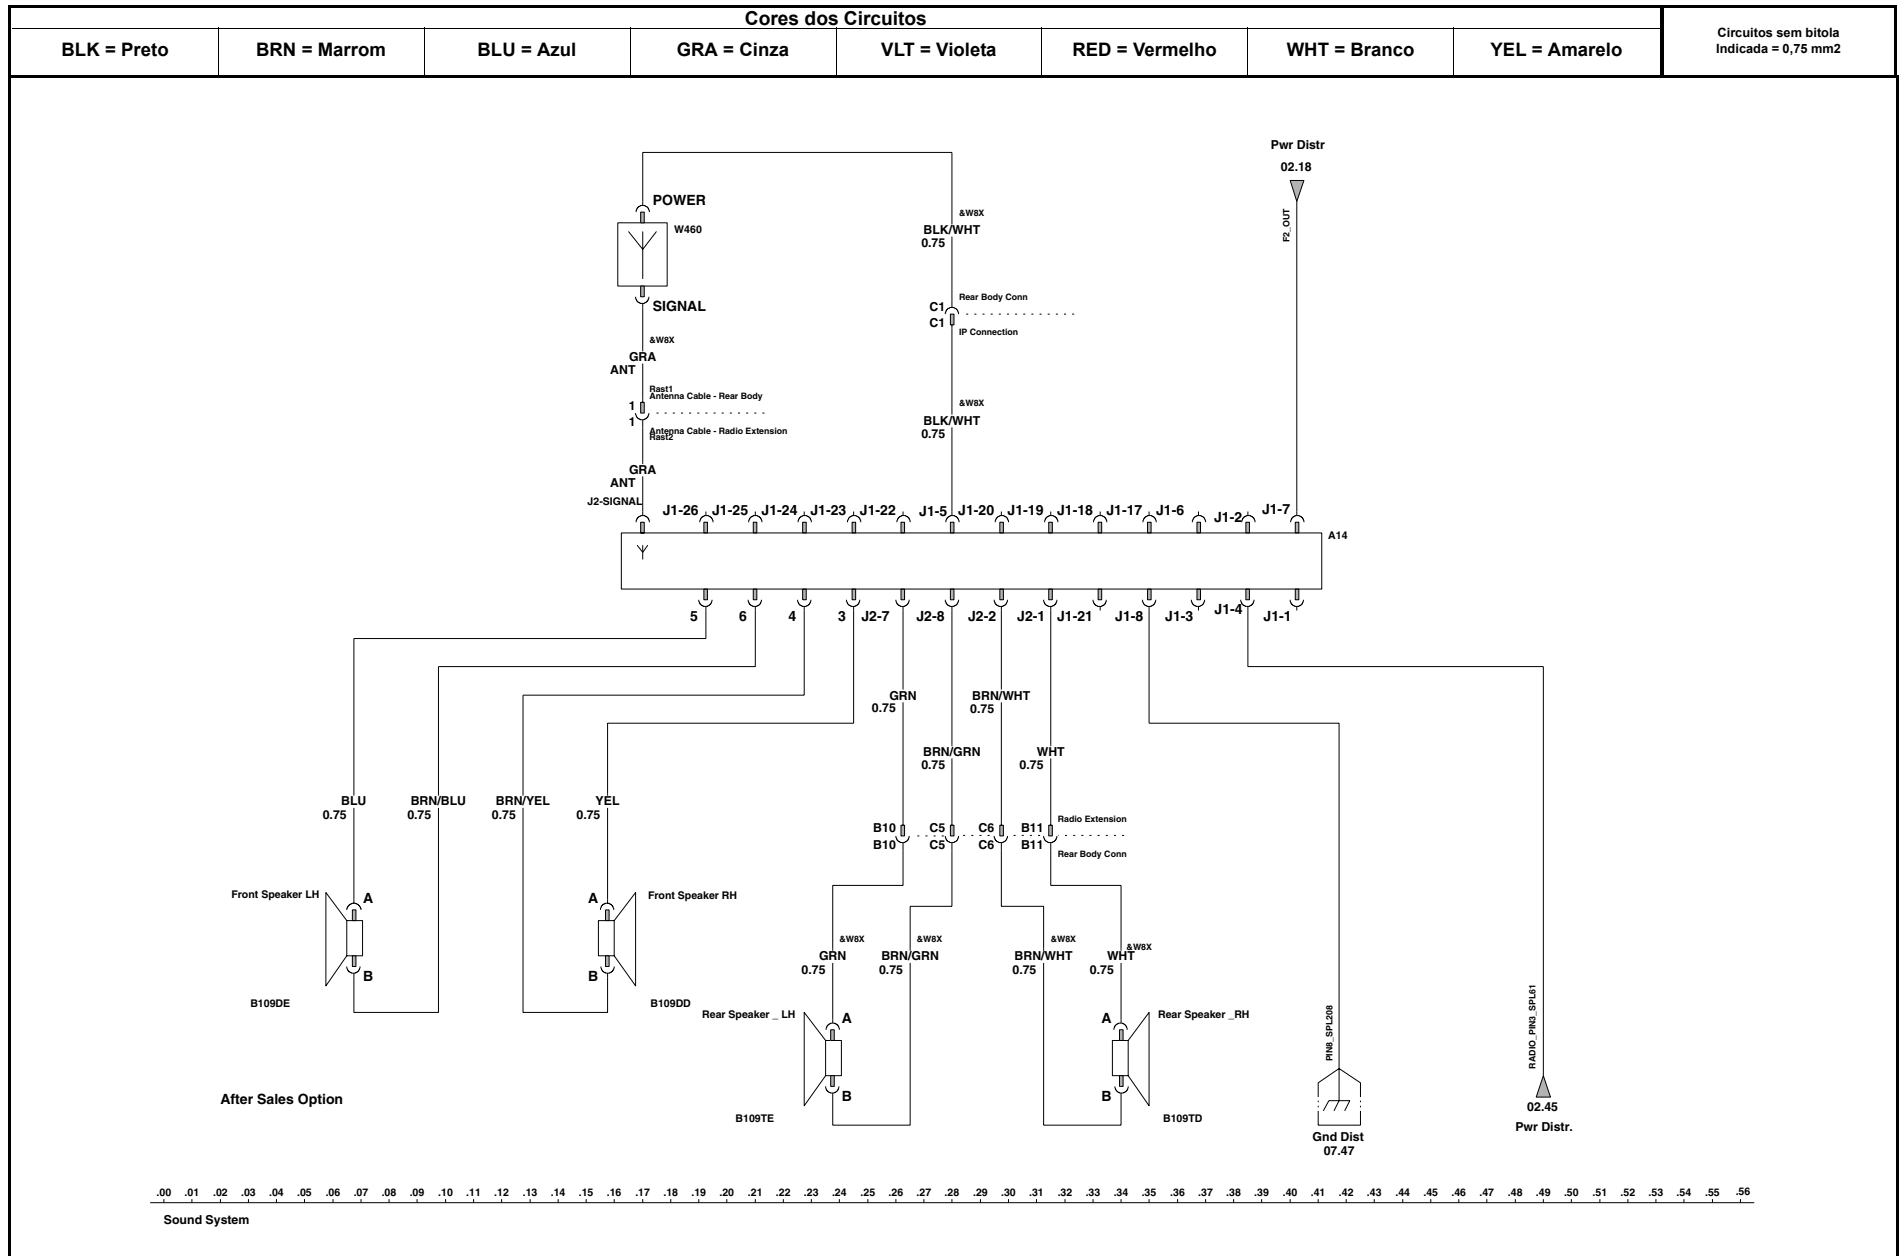 Cores dos Circuitos
BLK = Preto
BRN = Marrom
BLU = Azul
GRA = Cinza
VLT = Violeta
RED = Vermelho
WHT = Branco
YEL = Amarelo
Circuitos sem bitola
Indicada = 0,75 mm2
Pwr Distr
02.18
F2_OUT
POWER
W460
SIGNAL
&W8X
GRA
ANT
Rast1
Antenna Cable - Rear Body
1
1
Antenna Cable - Radio Extension
Rast2
GRA
ANT
J2-SIGNAL
&W8X
BLK/WHT
0.75
C1
Rear Body Conn
C1
IP Connection
&W8X
BLK/WHT
0.75
J1-26
J1-25
J1-24
J1-23
J1-22
J1-5
J1-20
J1-19
J1-18
J1-17
J1-6
J1-2
J1-7
A14
5
6
4
3
J2-7
J2-8
J2-2
J2-1
J1-21
J1-8
J1-3
J1-4
J1-1
GRN
0.75
BRN/WHT
0.75
BRN/GRN
0.75
WHT
0.75
BLU
0.75
BRN/BLU
0.75
BRN/YEL
0.75
YEL
0.75
B10
C5
C6
B11
Radio Extension
B10
C5
C6
B11
Rear Body Conn
Front Speaker LH
A
B
B109DE
A
Front Speaker RH
B
B109DD
&W8X
GRN
0.75
&W8X
BRN/GRN
0.75
&W8X
BRN/WHT
0.75
&W8X
WHT
0.75
Rear Speaker _ LH
A
B
B109TE
A
Rear Speaker _RH
B
B109TD
PIN8_SPL208
Gnd Dist
07.47
RADIO_PIN3_SPL61
02.45
Pwr Distr.
After Sales Option
.00 .01 .02 .03 .04 .05 .06 .07 .08 .09 .10 .11 .12 .13 .14 .15 .16 .17 .18 .19 .20 .21 .22 .23 .24 .25 .26 .27 .28 .29 .30 .31 .32 .33 .34 .35 .36 .37 .38 .39 .40 .41 .42 .43 .44 .45 .46 .47 .48 .49 .50 .51 .52 .53 .54 .55 .56
Sound System